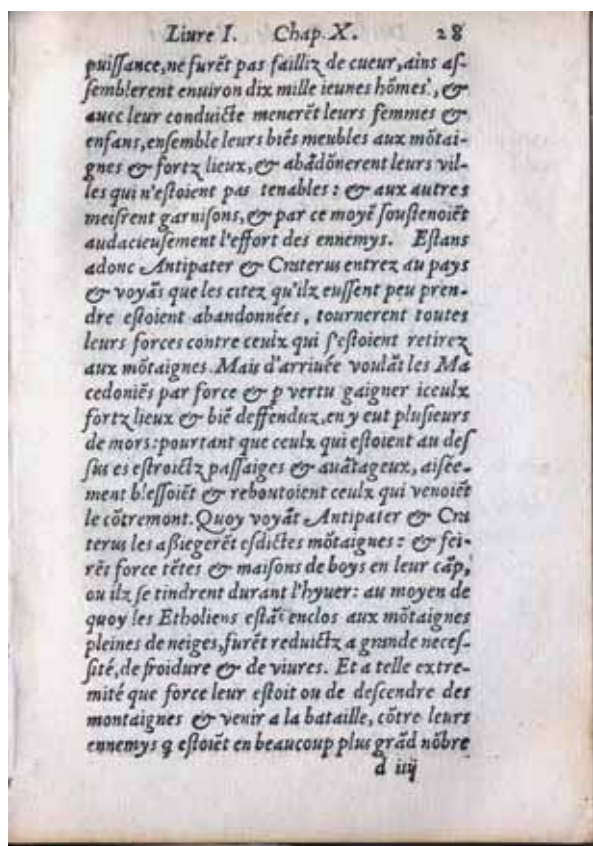 Liure I. Chap. X. 28
puiſſance, ne furẽt pas failliz de cueur, ains aſ-
ſemblerent enuiron dix mille ieunes hõmes, &
auec leur conduicte menerẽt leurs femmes &
enfans, enſemble leurs biẽs meubles aux mõtai-
gnes & fortz lieux, & abãdõnerent leurs vil-
les qui n'eſtoient pas tenables : & aux autres
meiſrent garniſons, & par ce moyẽ ſouſtenoiẽt
audacieuſement l'effort des ennemys. Eſtans
adonc Antipater & Craterus entrez au pays
& voyãs que les citez qu'ilz euſſent peu pren-
dre eſtoient abandonnées, tournerent toutes
leurs forces contre ceulx qui ſ'eſtoient retirez
aux mõtaignes. Mais d'arriuée voulãt les Ma
cedoniẽs par force & p vertu gaigner iceulx
fortz lieux & biẽ deffenduz, en y eut pluſieurs
de mors : pourtant que ceulx qui eſtoient au deſ
ſus es eſtroictz paſſaiges & auãtageux, aiſée-
ment bleſſoiẽt & reboutoient ceulx qui venoiẽt
le cõtremont. Quoy voyãt Antipater & Cra
terus les aßiegerẽt eſdictes mõtaignes : & fei-
rẽt force tẽtes & maiſons de boys en leur cãp,
ou ilz ſe tindrent durant l'hyuer : au moyen de
quoy les Etholiens eſtãs enclos aux mõtaignes
pleines de neiges, furẽt reduictz a grande neceſ-
ſité, de froidure & de viures. Et a telle extre-
mité que force leur eſtoit ou de deſcendre des
montaignes & venir a la bataille, cõtre leurs
ennemys q eſtoiẽt en beaucoup plus grãd nõbre
d iiij